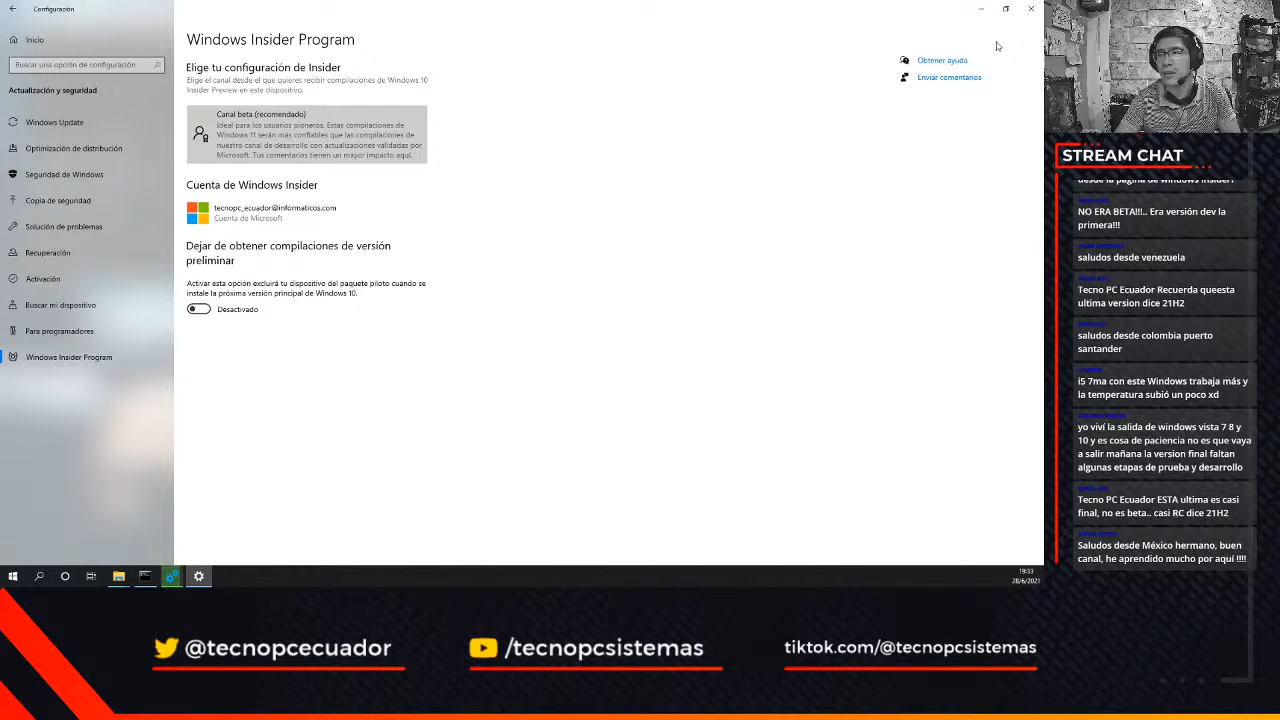 Configuración
Inicio
Buscar una opción de configuración
Actualización y seguridad
Windows Update
Optimización de distribución
Seguridad de Windows
Copia de seguridad
Solución de problemas
Recuperación
Activación
Buscar mi dispositivo
Para programadores
Windows Insider Program
Windows Insider Program
Elige tu configuración de Insider
Elige el canal desde el que quieres recibir compilaciones de Windows 10
Insider Preview en este dispositivo.
Canal beta (recomendado)
Ideal para los usuarios pioneros. Estas compilaciones de
Windows 11 serán más confiables que las compilaciones de
nuestro canal de desarrollo con actualizaciones validadas por
Microsoft. Tus comentarios tienen un mayor impacto aquí.
Cuenta de Windows Insider
tecnopc_ecuador@informaticos.com
Cuenta de Microsoft
Dejar de obtener compilaciones de versión
preliminar
Activar esta opción excluirá tu dispositivo del paquete piloto cuando se
instale la próxima versión principal de Windows 10.
Desactivado
Obtener ayuda
Enviar comentarios
19:33
28/6/2021
STREAM CHAT
desde la página de windows insider!
NO ERA BETA!!!.. Era versión dev la
primera!!!
saludos desde venezuela
Tecno PC Ecuador Recuerda queesta
ultima version dice 21H2
saludos desde colombia puerto
santander
i5 7ma con este Windows trabaja más y
la temperatura subió un poco xd
yo viví la salida de windows vista 7 8 y
10 y es cosa de paciencia no es que vaya
a salir mañana la version final faltan
algunas etapas de prueba y desarrollo
Tecno PC Ecuador ESTA ultima es casi
final, no es beta.. casi RC dice 21H2
Saludos desde México hermano, buen
canal, he aprendido mucho por aquí !!!!
@tecnopcecuador
/tecnopcsistemas
tiktok.com/@tecnopcsistemas